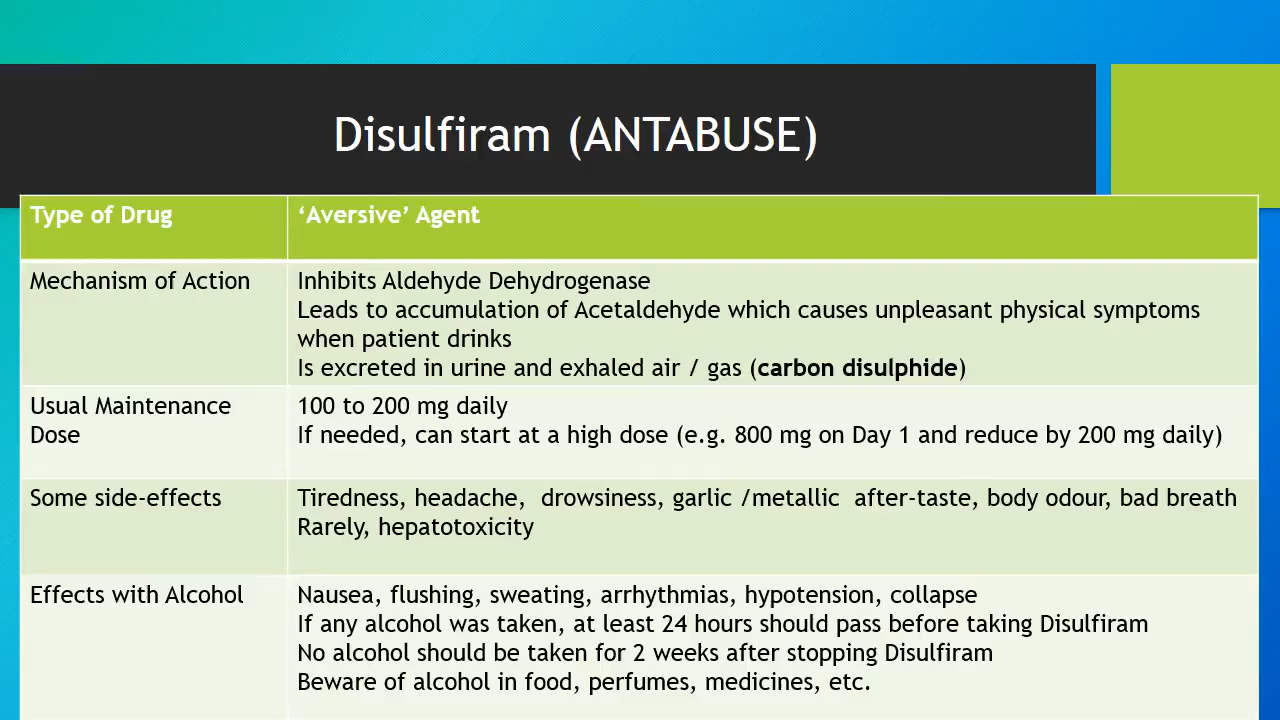 Disulfiram (ANTABUSE)
Type of Drug
‘Aversive’ Agent
Mechanism of Action
Inhibits Aldehyde Dehydrogenase
Leads to accumulation of Acetaldehyde which causes unpleasant physical symptoms
when patient drinks
Is excreted in urine and exhaled air / gas (carbon disulphide)
Usual Maintenance
Dose
100 to 200 mg daily
If needed, can start at a high dose (e.g. 800 mg on Day 1 and reduce by 200 mg daily)
Some side-effects
Tiredness, headache,  drowsiness, garlic /metallic  after-taste, body odour, bad breath
Rarely, hepatotoxicity
Effects with Alcohol
Nausea, flushing, sweating, arrhythmias, hypotension, collapse
If any alcohol was taken, at least 24 hours should pass before taking Disulfiram
No alcohol should be taken for 2 weeks after stopping Disulfiram
Beware of alcohol in food, perfumes, medicines, etc.